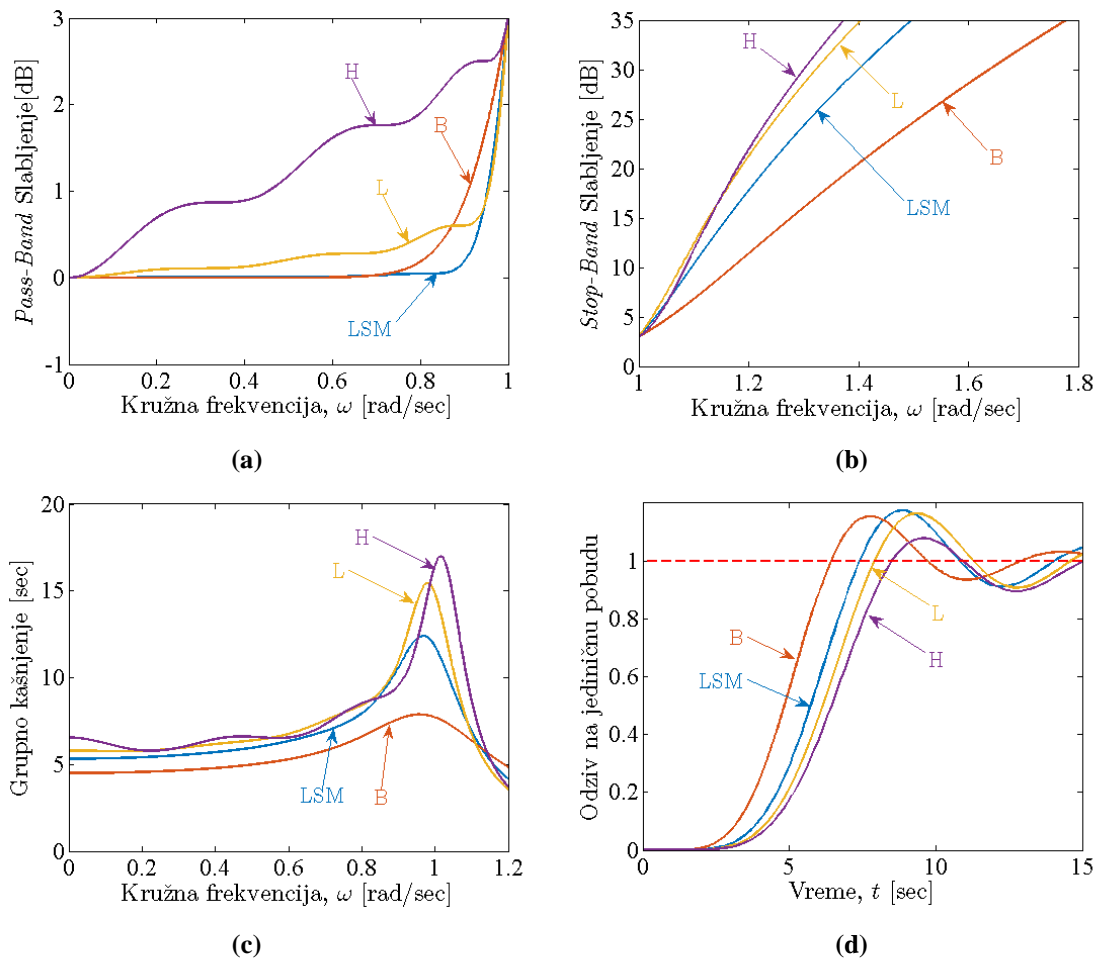 3
2
1
0
-1
Pass-Band Slabljenje[dB]
H
B
L
LSM
0 0.2 0.4 0.6 0.8 1
Kružna frekvencija, ω [rad/sec]
(a)
35
30
25
20
15
10
5
0
Stop-Band Slabljenje [dB]
H
L
B
LSM
1 1.2 1.4 1.6 1.8
Kružna frekvencija, ω [rad/sec]
(b)
20
15
10
5
0
Grupno kašnjenje [sec]
H
L
LSM
B
0 0.2 0.4 0.6 0.8 1 1.2
Kružna frekvencija, ω [rad/sec]
(c)
1
0.8
0.6
0.4
0.2
0
Odziv na jediničnu pobudu
B
L
H
LSM
0 5 10 15
Vreme, t [sec]
(d)